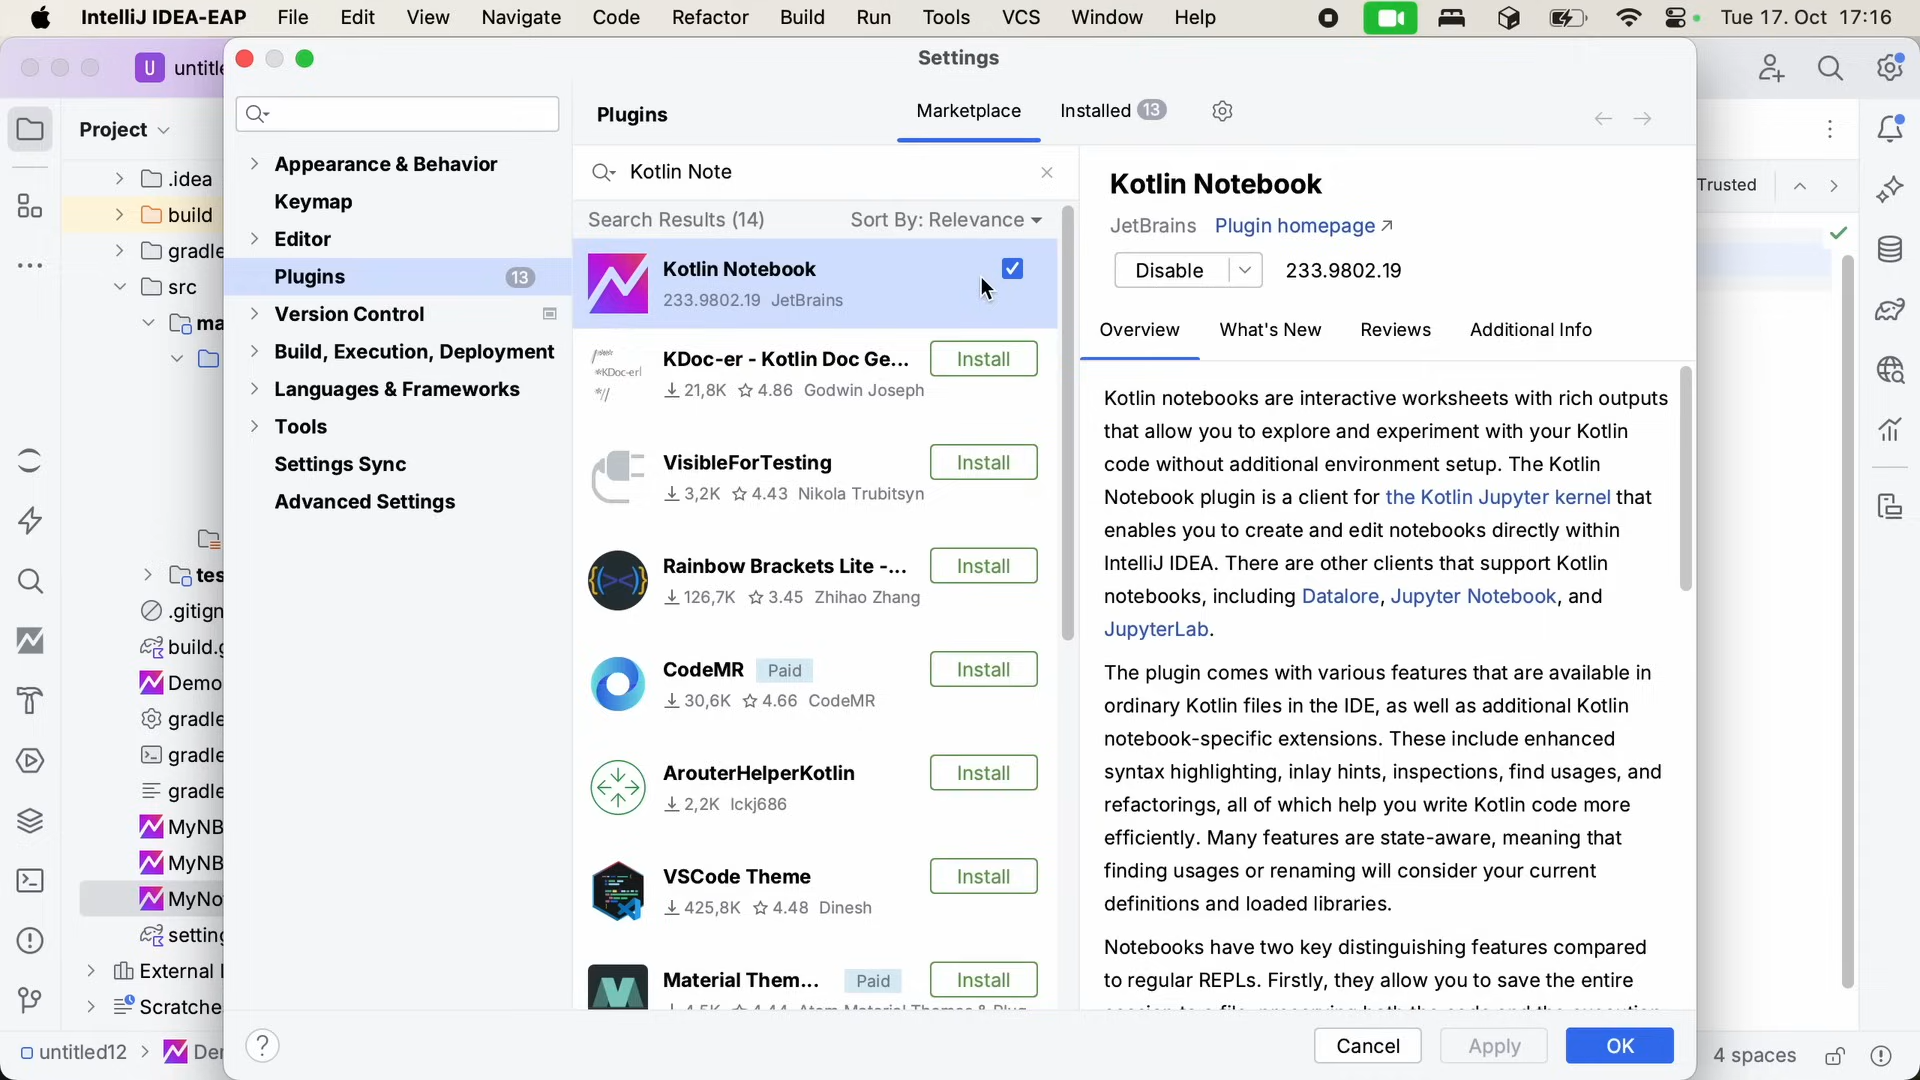 IntelliJ IDEA-EAP File Edit View Navigate Code Refactor Build Run Tools VCS Window Help Tue 17. Oct 17:16
U untitle
Settings
Project
.idea
build
gradle
src
ma
tes
.gitign
build.g
Demo
gradle
gradle
gradle
MyNB
MyNB
MyNo
setting
External
Scratche
untitled12 > Der
Appearance & Behavior
Keymap
Editor
Plugins 13
Version Control
Build, Execution, Deployment
Languages & Frameworks
Tools
Settings Sync
Advanced Settings
Plugins Marketplace Installed 13
Kotlin Note
Search Results (14) Sort By: Relevance
Kotlin Notebook
233.9802.19 JetBrains
KDoc-er - Kotlin Doc Ge... Install
21,8K 4.86 Godwin Joseph
VisibleForTesting Install
3,2K 4.43 Nikola Trubitsyn
Rainbow Brackets Lite -... Install
126,7K 3.45 Zhihao Zhang
CodeMR Paid Install
30,6K 4.66 CodeMR
ArouterHelperKotlin Install
2,2K lckj686
VSCode Theme Install
425,8K 4.48 Dinesh
Material Them... Paid Install
Kotlin Notebook
JetBrains Plugin homepage ↗
Disable 233.9802.19
Overview What's New Reviews Additional Info
Kotlin notebooks are interactive worksheets with rich outputs
that allow you to explore and experiment with your Kotlin
code without additional environment setup. The Kotlin
Notebook plugin is a client for the Kotlin Jupyter kernel that
enables you to create and edit notebooks directly within
IntelliJ IDEA. There are other clients that support Kotlin
notebooks, including Datalore, Jupyter Notebook, and
JupyterLab.
The plugin comes with various features that are available in
ordinary Kotlin files in the IDE, as well as additional Kotlin
notebook-specific extensions. These include enhanced
syntax highlighting, inlay hints, inspections, find usages, and
refactorings, all of which help you write Kotlin code more
efficiently. Many features are state-aware, meaning that
finding usages or renaming will consider your current
definitions and loaded libraries.
Notebooks have two key distinguishing features compared
to regular REPLs. Firstly, they allow you to save the entire
Trusted
? Cancel Apply OK
4 spaces